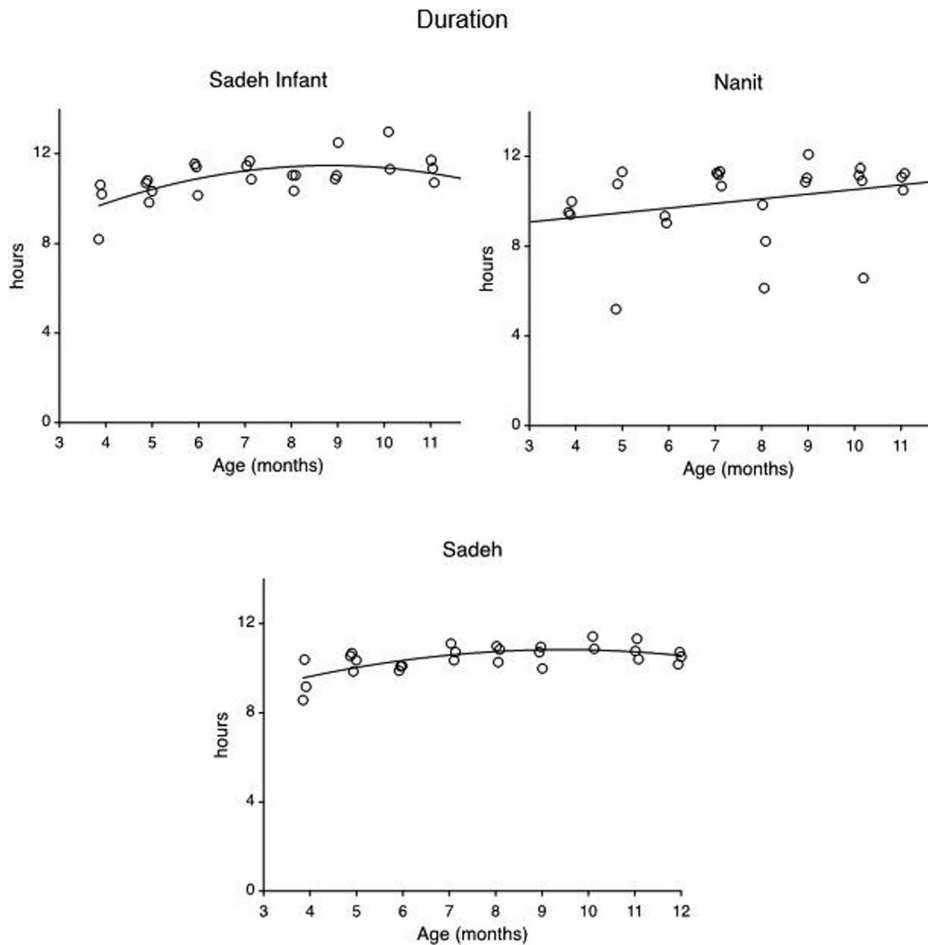 Duration
Sadeh Infant
12
8
4
0
hours
3 4 5 6 7 8 9 10 11
Age (months)
Nanit
12
8
4
0
hours
3 4 5 6 7 8 9 10 11
Age (months)
Sadeh
12
8
4
0
hours
3 4 5 6 7 8 9 10 11 12
Age (months)